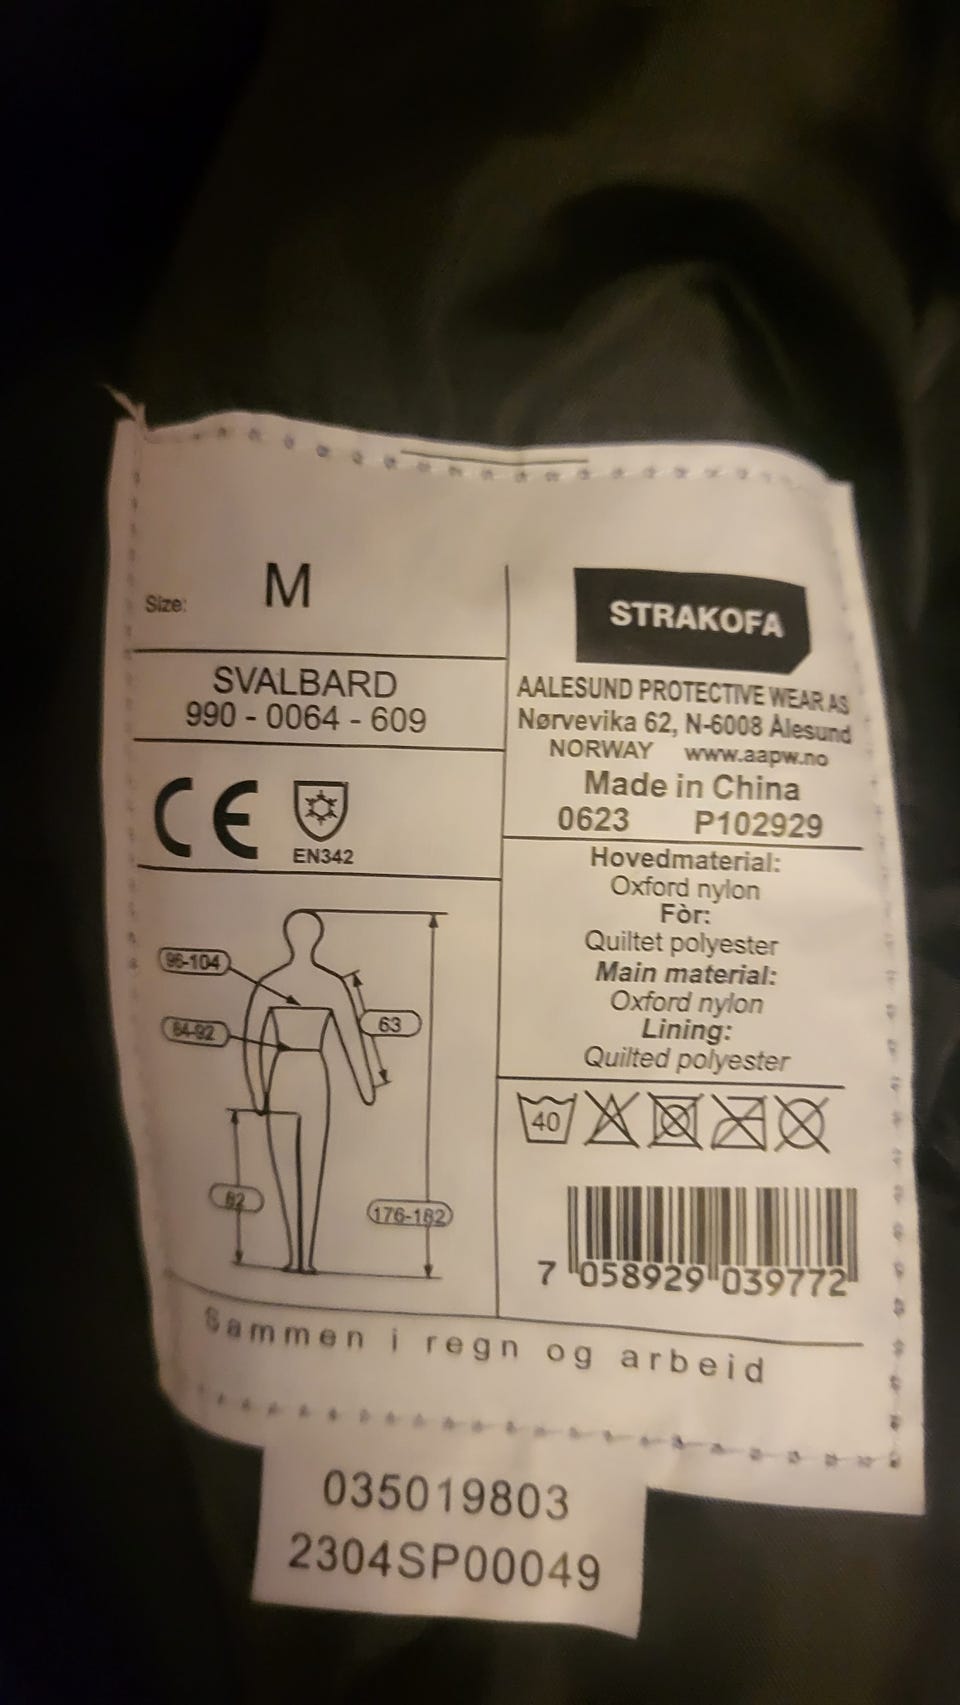 Size: M
SVALBARD
990 - 0064 - 609
CE
EN342
96-104
84-92
63
82
176-182
STRAKOFA
AALESUND PROTECTIVE WEAR AS
Nørvevika 62, N-6008 Ålesund
NORWAY www.aapw.no
Made in China
0623 P102929
Hovedmaterial:
Oxford nylon
Fòr:
Quiltet polyester
Main material:
Oxford nylon
Lining:
Quilted polyester
40
7 058929 039772
Sammen i regn og arbeid
035019803
2304SP00049